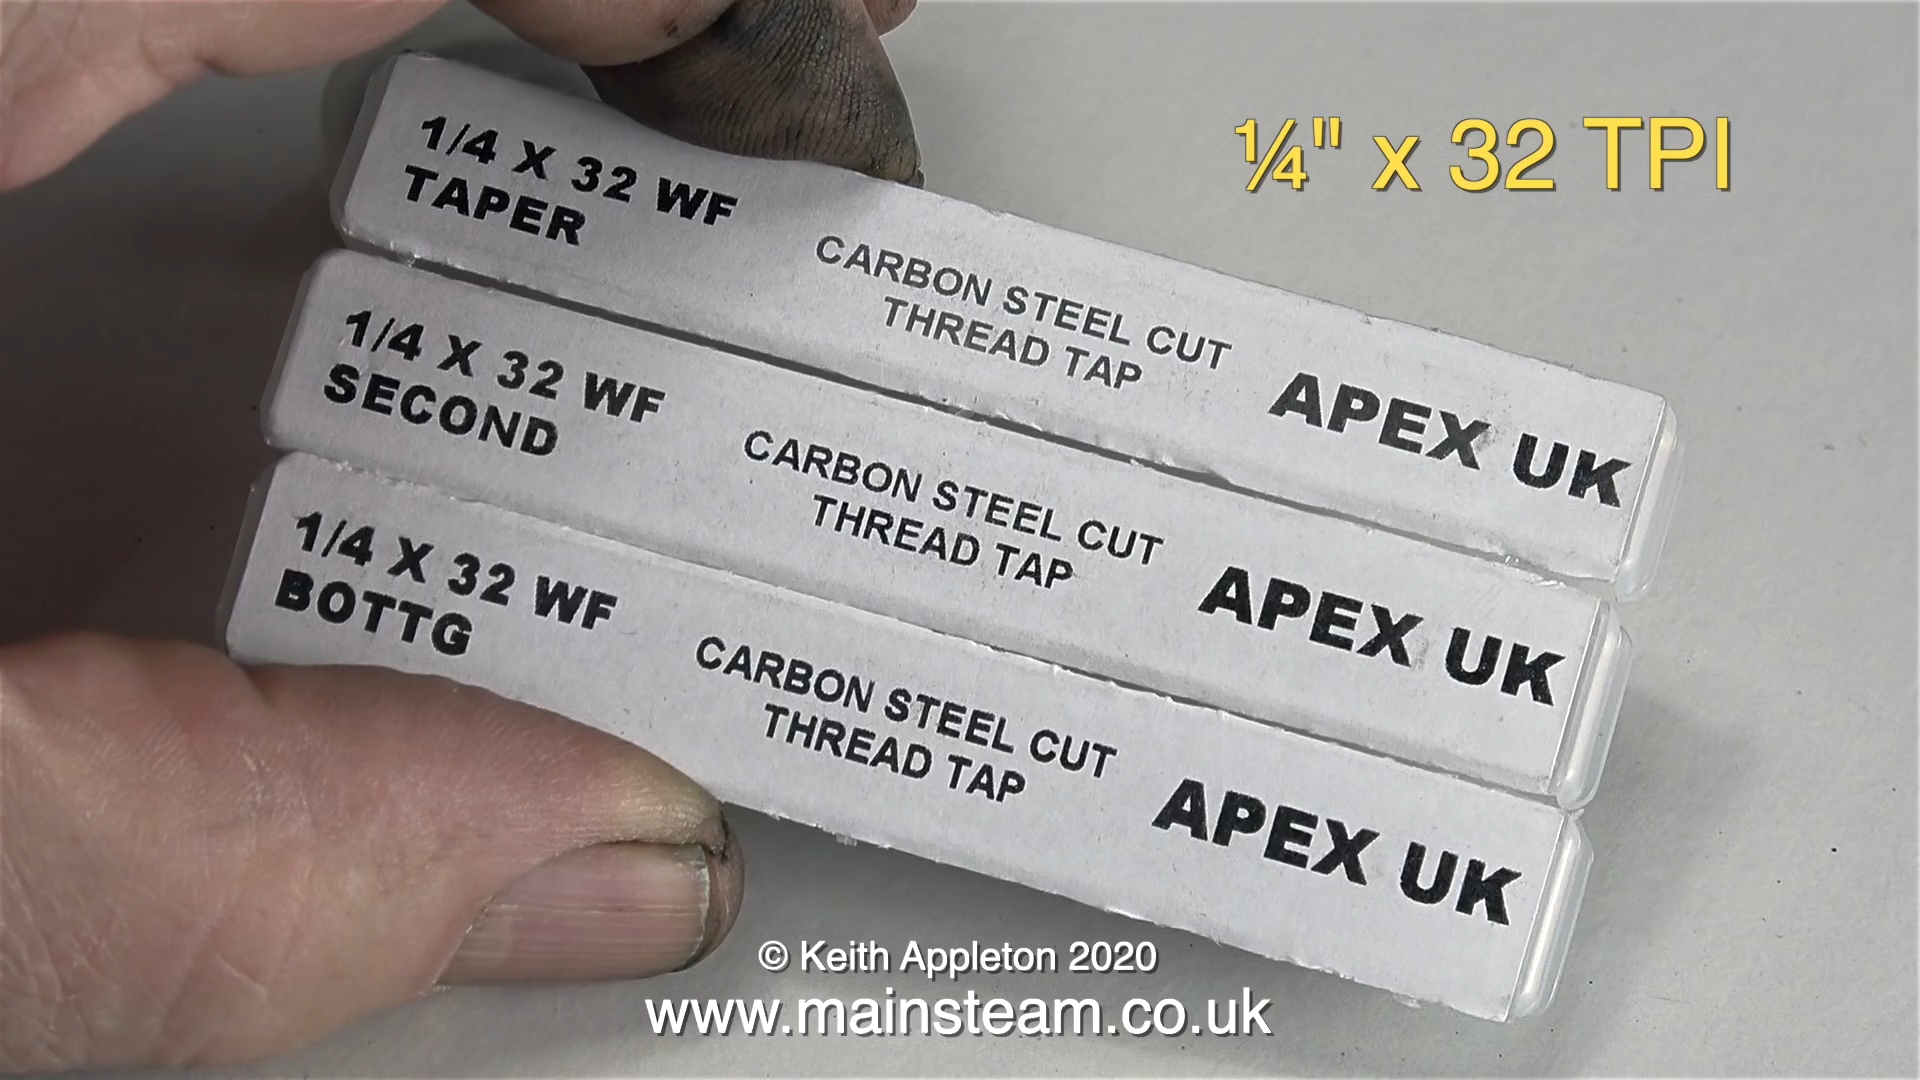 ¼" x 32 TPI
1/4 X 32 WF
TAPER
CARBON STEEL CUT
THREAD TAP
APEX UK
1/4 X 32 WF
SECOND
CARBON STEEL CUT
THREAD TAP
APEX UK
1/4 X 32 WF
BOTTG
CARBON STEEL CUT
THREAD TAP
APEX UK
© Keith Appleton 2020
www.mainsteam.co.uk